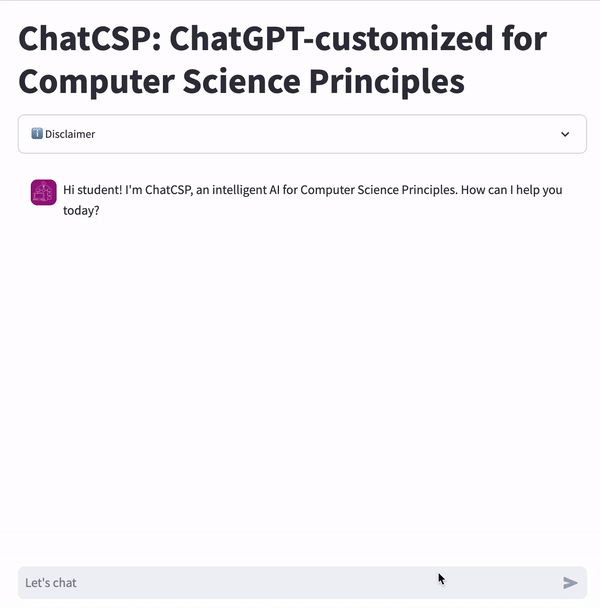 ChatCSP: ChatGPT-customized for
Computer Science Principles
ℹ️ Disclaimer
Hi student! I'm ChatCSP, an intelligent AI for Computer Science Principles. How can I help you
today?
Let's chat